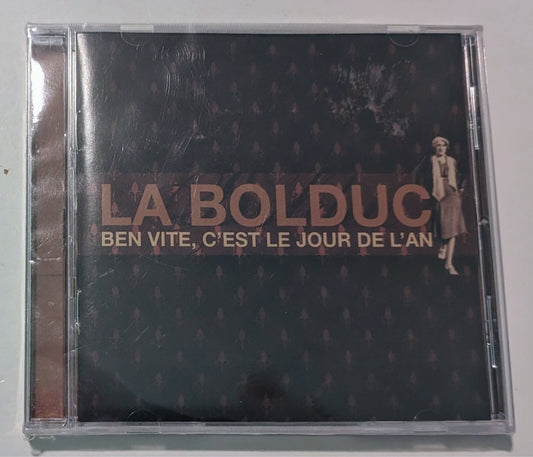 LA BOLDUC
BEN VITE, C'EST LE JOUR DE L'AN